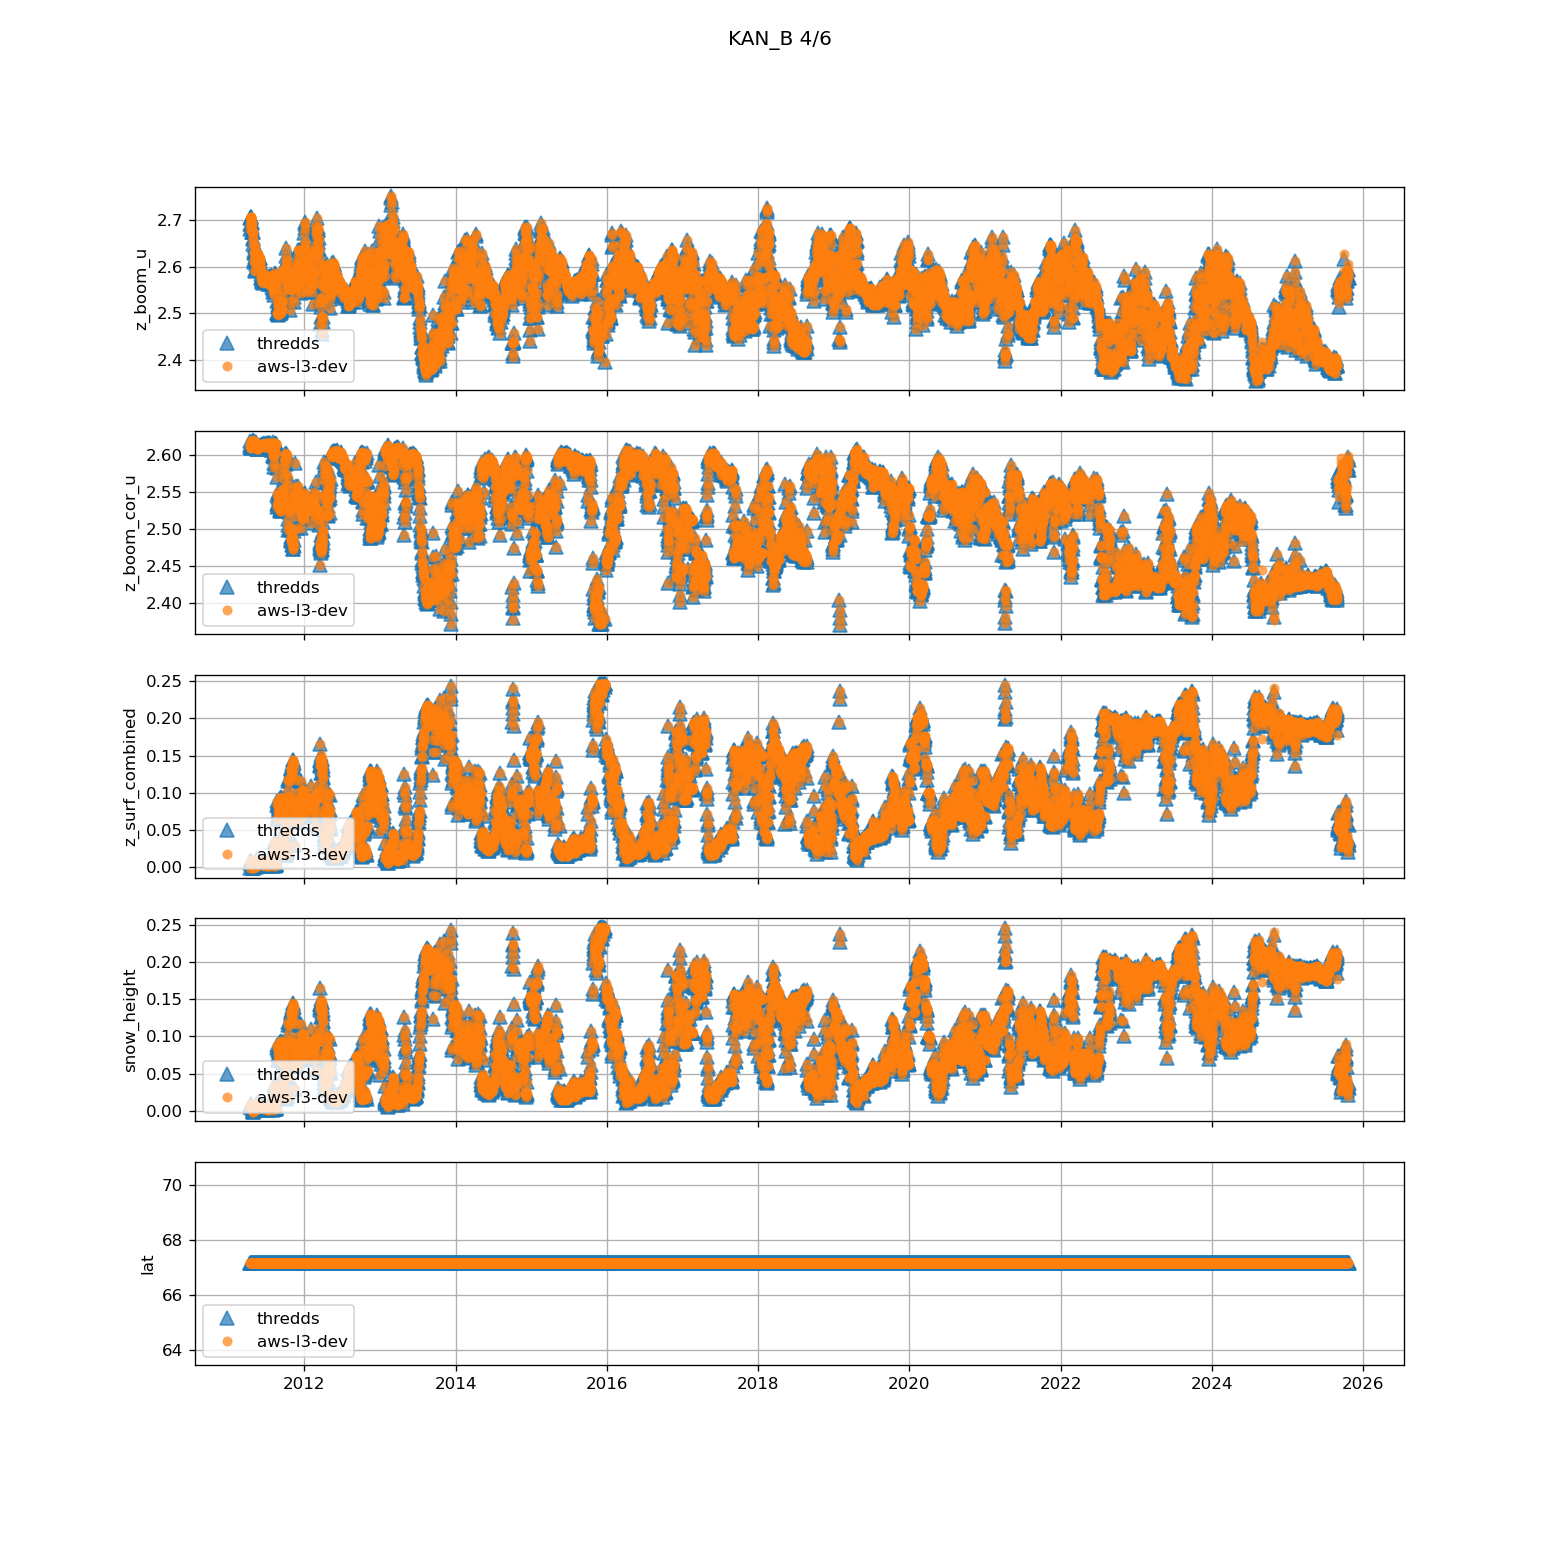 KAN_B 4/6
z_boom_u
2.7
2.6
2.5
2.4
thredds
aws-l3-dev
z_boom_cor_u
2.60
2.55
2.50
2.45
2.40
thredds
aws-l3-dev
z_surf_combined
0.25
0.20
0.15
0.10
0.05
0.00
thredds
aws-l3-dev
snow_height
0.25
0.20
0.15
0.10
0.05
0.00
thredds
aws-l3-dev
lat
70
68
66
64
thredds
aws-l3-dev
2012 2014 2016 2018 2020 2022 2024 2026